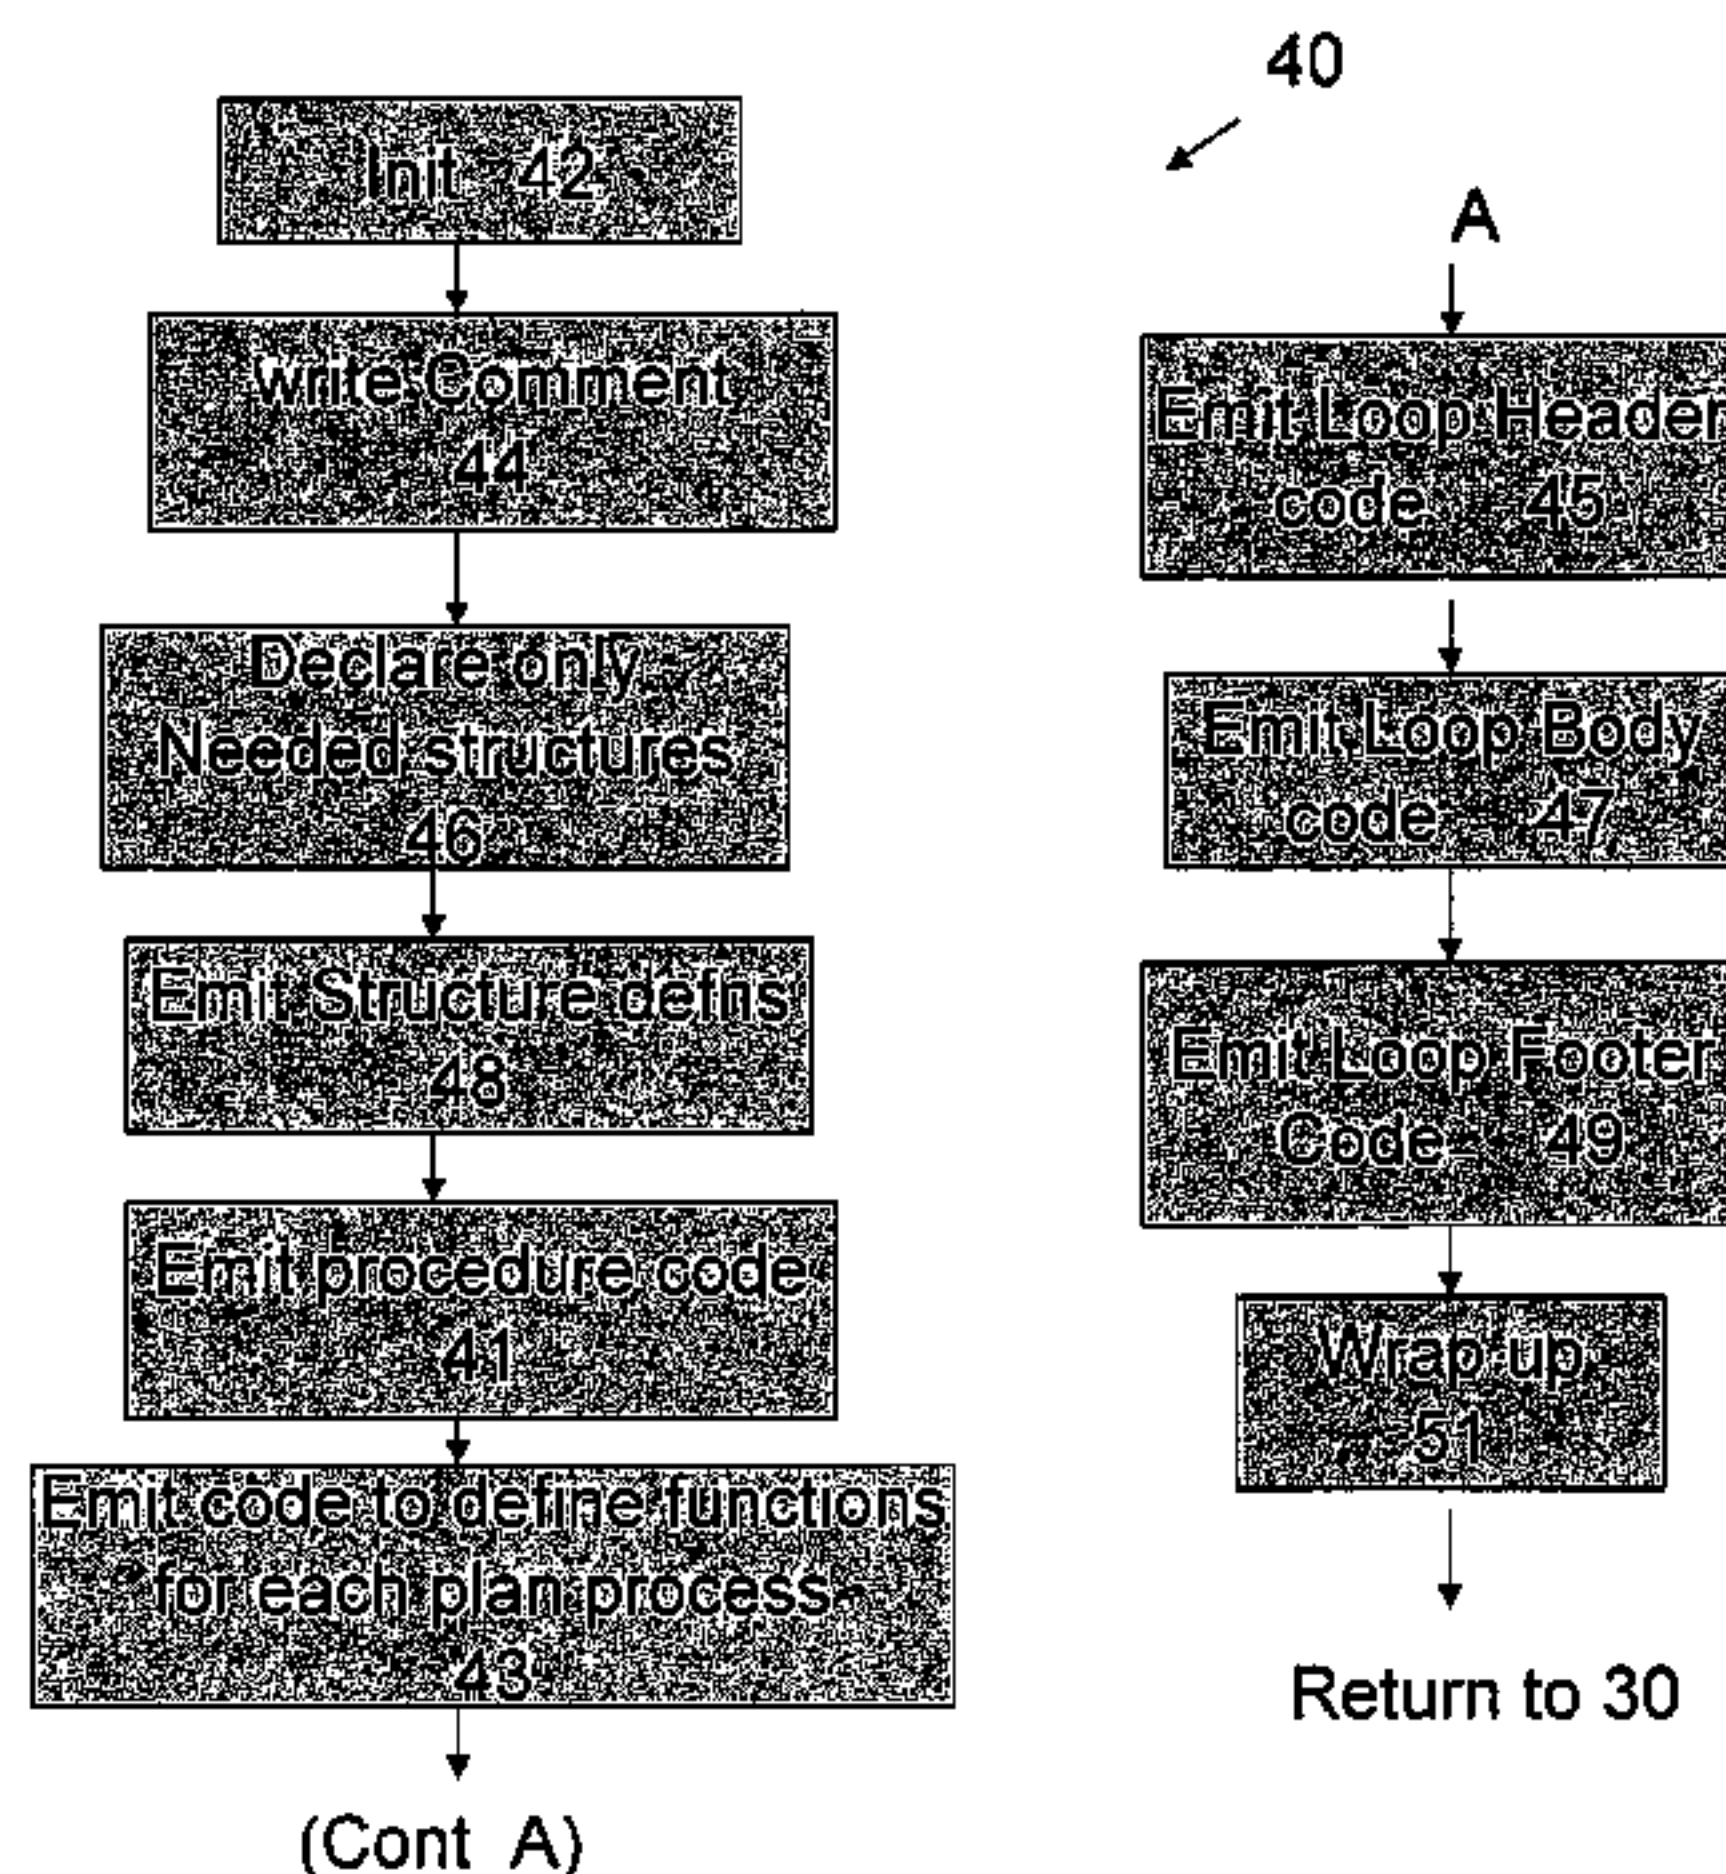 Init 42
write Comment
44
Declare only
Needed structures
46
Emit Structure defns
48
Emit procedure code
41
Emit code to define functions
for each plan process
43
(Cont A)
40
A
Emit Loop Header
code 45
Emit Loop Body
code 47
Emit Loop Footer
Code 49
Wrap up
51
Return to 30